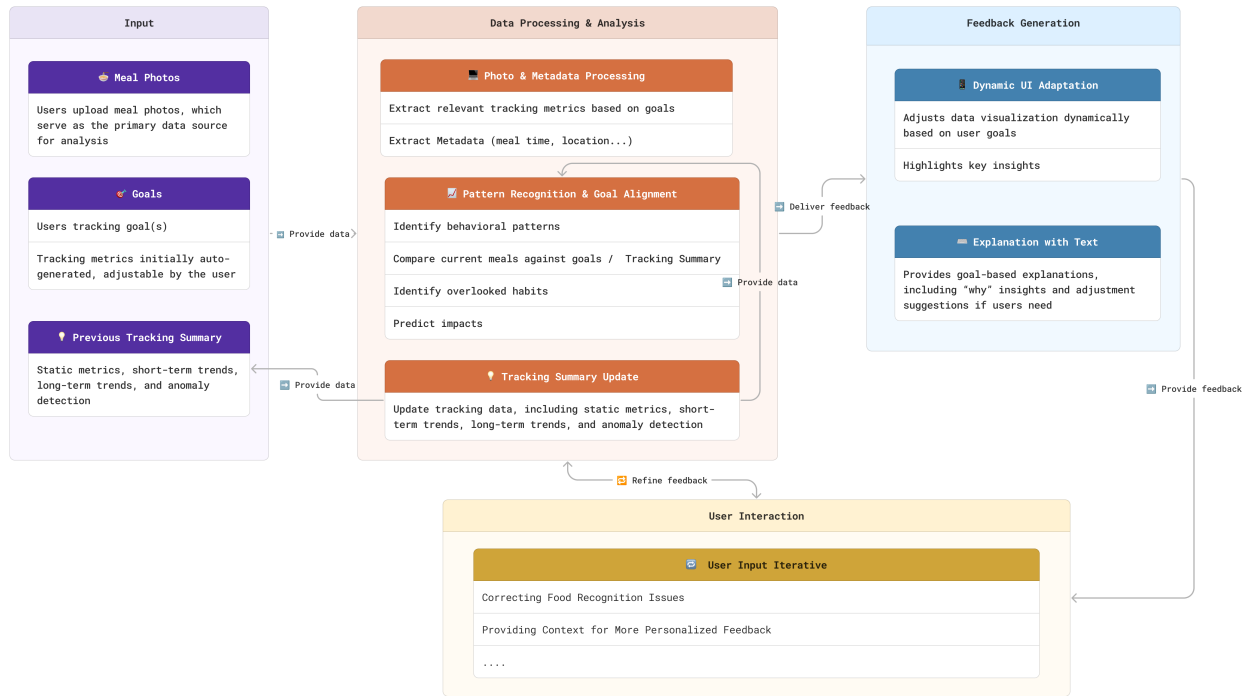 Input
Meal Photos
Users upload meal photos, which
serve as the primary data source
for analysis
Goals
Users tracking goal(s)
Tracking metrics initially auto-
generated, adjustable by the user
Previous Tracking Summary
Static metrics, short-term trends,
long-term trends, and anomaly
detection
Provide data
Provide data
Data Processing & Analysis
Photo & Metadata Processing
Extract relevant tracking metrics based on goals
Extract Metadata (meal time, location...)
Pattern Recognition & Goal Alignment
Identify behavioral patterns
Compare current meals against goals / Tracking Summary
Identify overlooked habits
Predict impacts
Tracking Summary Update
Update tracking data, including static metrics, short-
term trends, long-term trends, and anomaly detection
Provide data
Deliver feedback
Feedback Generation
Dynamic UI Adaptation
Adjusts data visualization dynamically
based on user goals
Highlights key insights
Explanation with Text
Provides goal-based explanations,
including “why” insights and adjustment
suggestions if users need
Provide feedback
Refine feedback
User Interaction
User Input Iterative
Correcting Food Recognition Issues
Providing Context for More Personalized Feedback
....